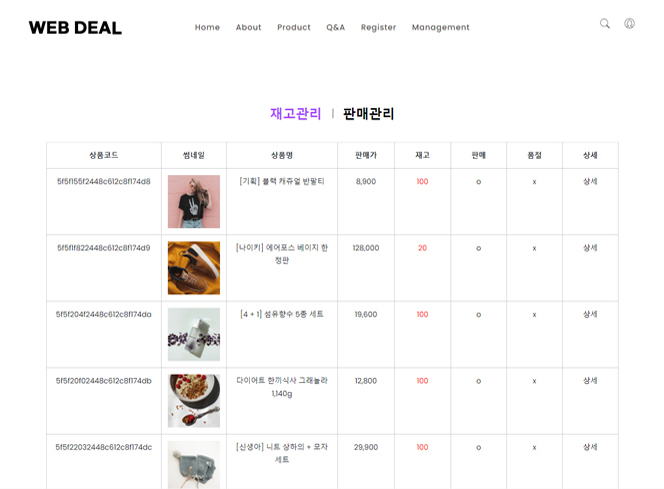 WEB DEAL
Home About Product Q&A Register Management
재고관리 | 판매관리
상품코드 썸네일 상품명 판매가 재고 판매 품절 상세
5f5f155f2448c612c8f174d8 [기획] 블랙 캐쥬얼 반팔티 8,900 100 o x 상세
5f5f1f822448c612c8f174d9 [나이키] 에어포스 베이지 한
정판 128,000 20 o x 상세
5f5f204f2448c612c8f174da [4 + 1] 섬유향수 5종 세트 19,600 100 o x 상세
5f5f20f02448c612c8f174db 다이어트 한끼식사 그래놀라
1,140g 12,800 100 o x 상세
5f5f22032448c612c8f174dc [신생아] 니트 상하의 + 모자
세트 29,900 100 o x 상세